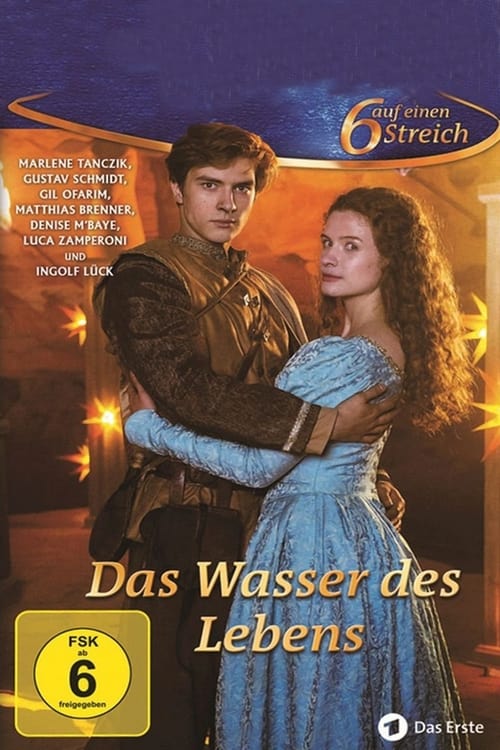 6 auf einen
Streich
MARLENE TANCZIK,
GUSTAV SCHMIDT,
GIL OFARIM,
MATTHIAS BRENNER,
DENISE M'BAYE,
LUCA ZAMPERONI
UND
INGOLF LÜCK
Das Wasser des
Lebens
FSK
ab
6
freigegeben
1 Das Erste